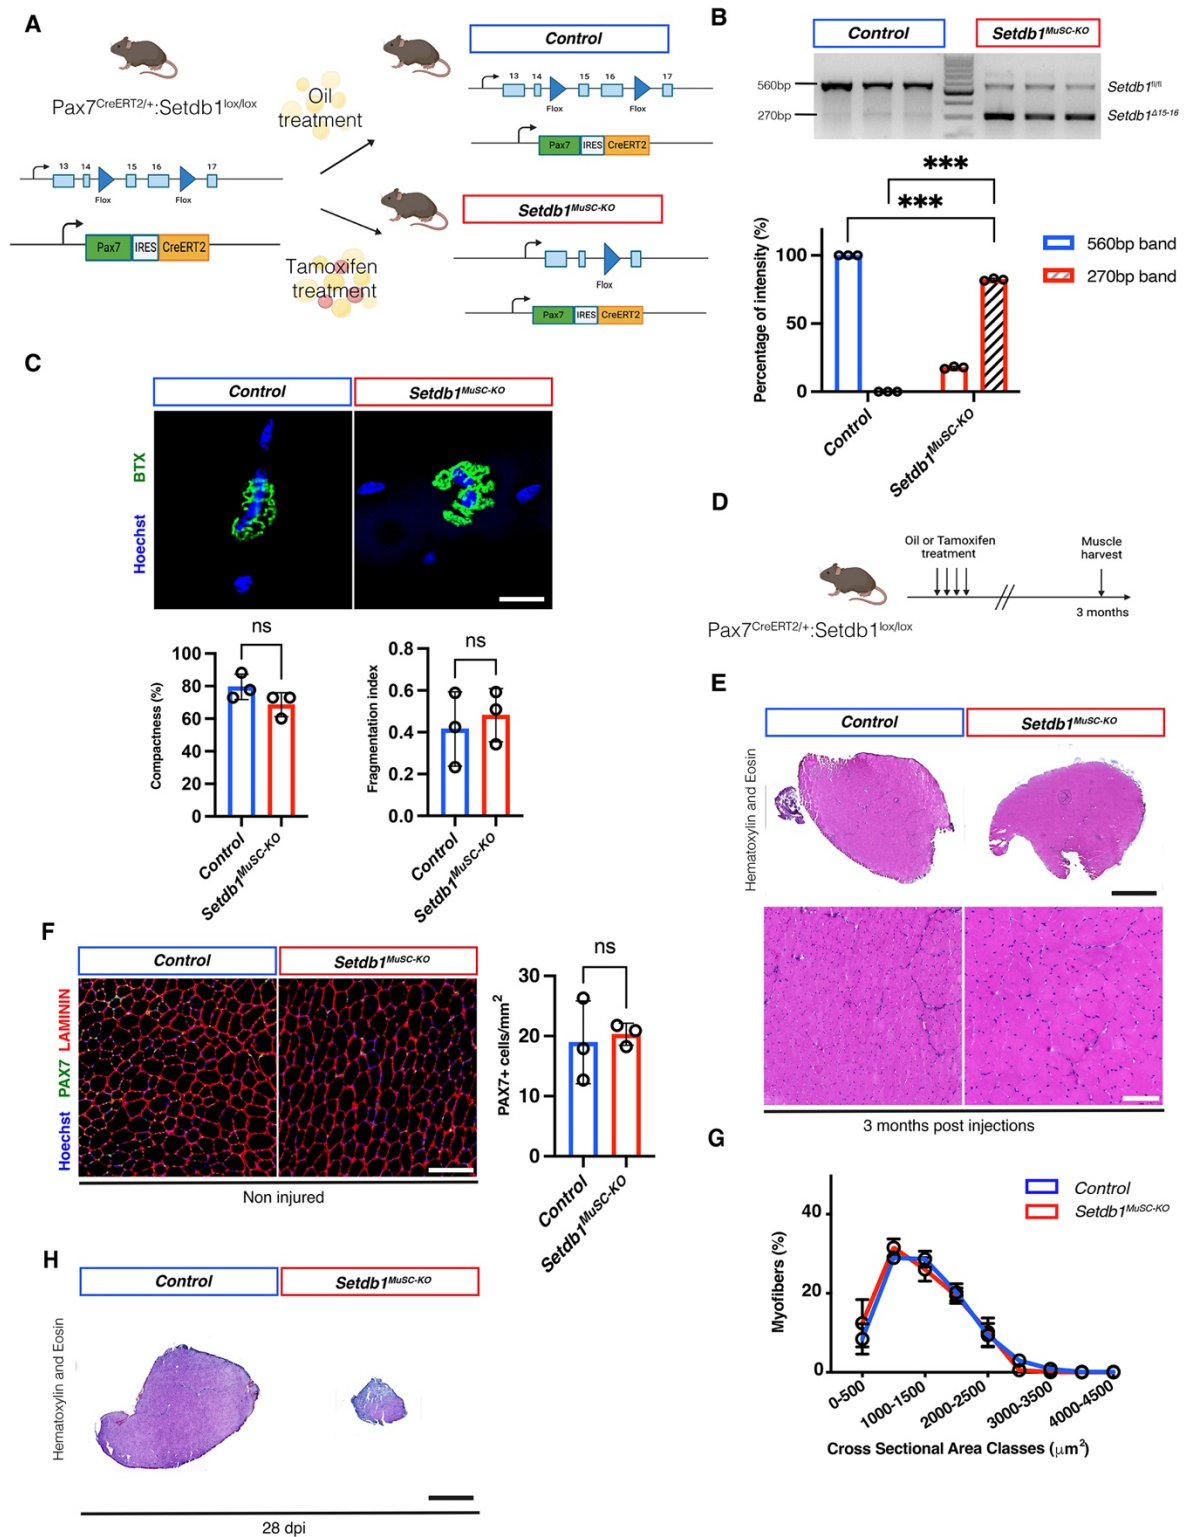 A
Pax7CreERT2/+:Setdb1lox/lox
Oil
treatment
Tamoxifen
treatment
13 14 15 16 17
Flox Flox
Pax7 IRES CreERT2
Control
13 14 15 16 17
Flox Flox
Pax7 IRES CreERT2
Setdb1MuSC-KO
Flox
Pax7 IRES CreERT2
B
Control Setdb1MuSC-KO
560bp Setdb1fl/fl
270bp Setdb1Δ15-16
***
***
Percentage of intensity (%)
100
50
0
Control
Setdb1MuSC-KO
560bp band
270bp band
C
Control Setdb1MuSC-KO
Hoechst BTX
ns
Compactness (%)
100
80
60
40
20
0
Control
Setdb1MuSC-KO
ns
Fragmentation index
0.8
0.6
0.4
0.2
0.0
Control
Setdb1MuSC-KO
D
Oil or Tamoxifen
treatment
Muscle
harvest
3 months
Pax7CreERT2/+:Setdb1lox/lox
E
Control Setdb1MuSC-KO
Hematoxylin and Eosin
3 months post injections
F
Control Setdb1MuSC-KO
Hoechst PAX7 LAMININ
Non injured
ns
PAX7+ cells/mm2
30
20
10
0
Control
Setdb1MuSC-KO
G
Control
Setdb1MuSC-KO
Myofibers (%)
40
20
0
0-500
1000-1500
2000-2500
3000-3500
4000-4500
Cross Sectional Area Classes (μm2)
H
Control Setdb1MuSC-KO
Hematoxylin and Eosin
28 dpi